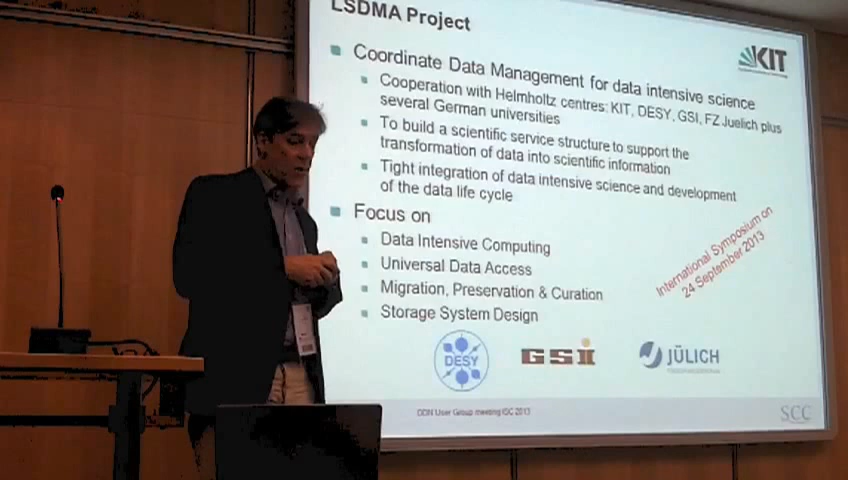 LSDMA Project
KIT
Coordinate Data Management for data intensive science
Cooperation with Helmholtz centres: KIT, DESY, GSI, FZ Juelich plus
several German universities
To build a scientific service structure to support the
transformation of data into scientific information
Tight integration of data intensive science and development
of the data life cycle
Focus on
Data Intensive Computing
Universal Data Access
Migration, Preservation & Curation
Storage System Design
International Symposium on
24 September 2013
DESY
GSI
JÜLICH
DDN User Group meeting ISC 2013
SCC